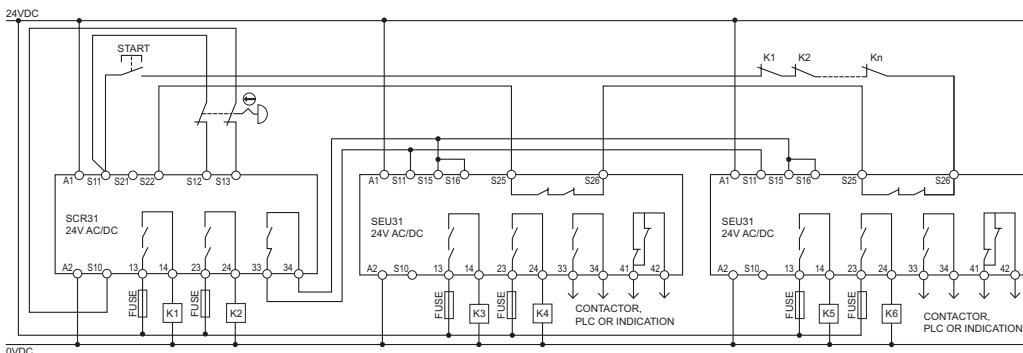 24VDC
START
K1 K2 Kn
A1 S11 S21 S22 S12 S13
A1 S11 S15 S16 S25 S26
A1 S11 S15 S16 S25 S26
SCR31
24V AC/DC
SEU31
24V AC/DC
SEU31
24V AC/DC
A2 S10 13 14 23 24 33 34
A2 S10 13 14 23 24 33 34 41 42
A2 S10 13 14 23 24 33 34 41 42
FUSE K1 FUSE K2
FUSE K3 FUSE K4
CONTACTOR,
PLC OR INDICATION
FUSE K5 FUSE K6
CONTACTOR,
PLC OR INDICATION
0VDC